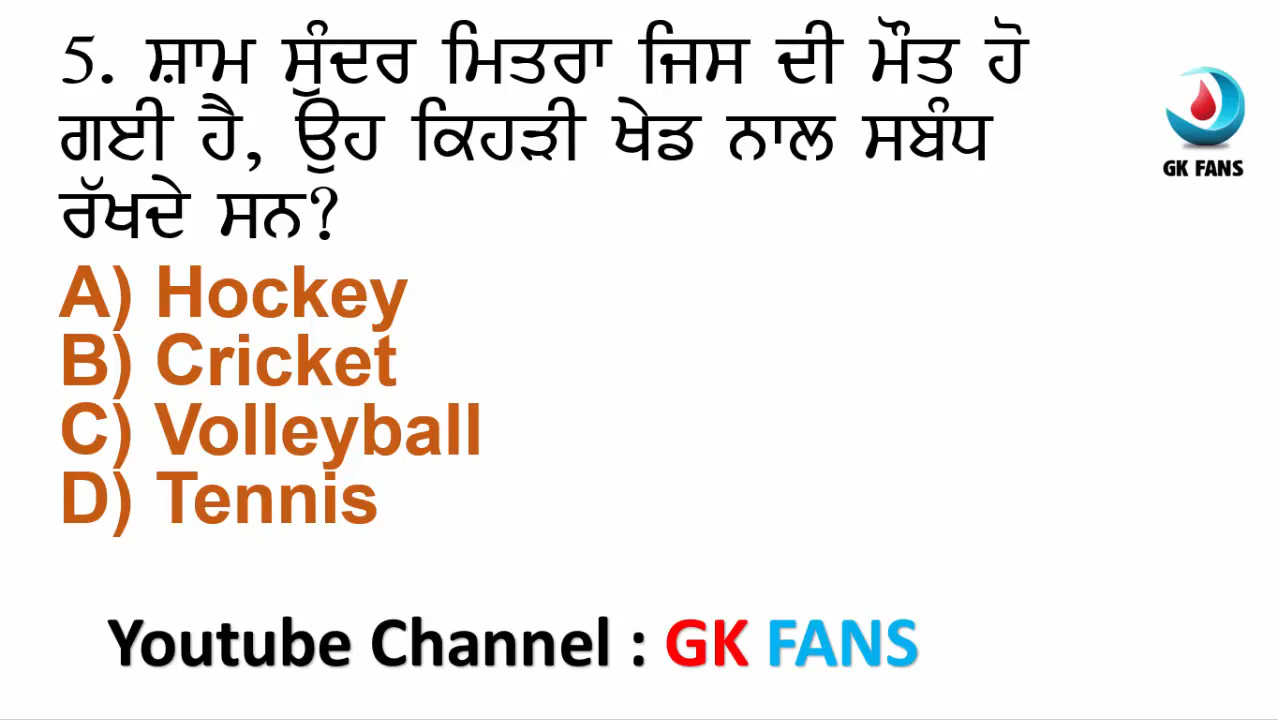 5. ਸ਼ਾਮ ਸੁੰਦਰ ਮਿਤਰਾ ਜਿਸ ਦੀ ਮੌਤ ਹੋ
ਗਈ ਹੈ, ਉਹ ਕਿਹੜੀ ਖੇਡ ਨਾਲ ਸਬੰਧ
ਰੱਖਦੇ ਸਨ?
GK FANS
A) Hockey
B) Cricket
C) Volleyball
D) Tennis
Youtube Channel : GK FANS